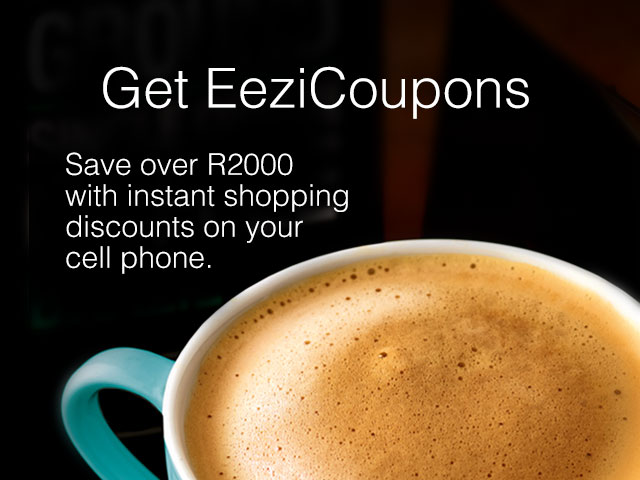 Get EeziCoupons
Save over R2000
with instant shopping
discounts on your
cell phone.